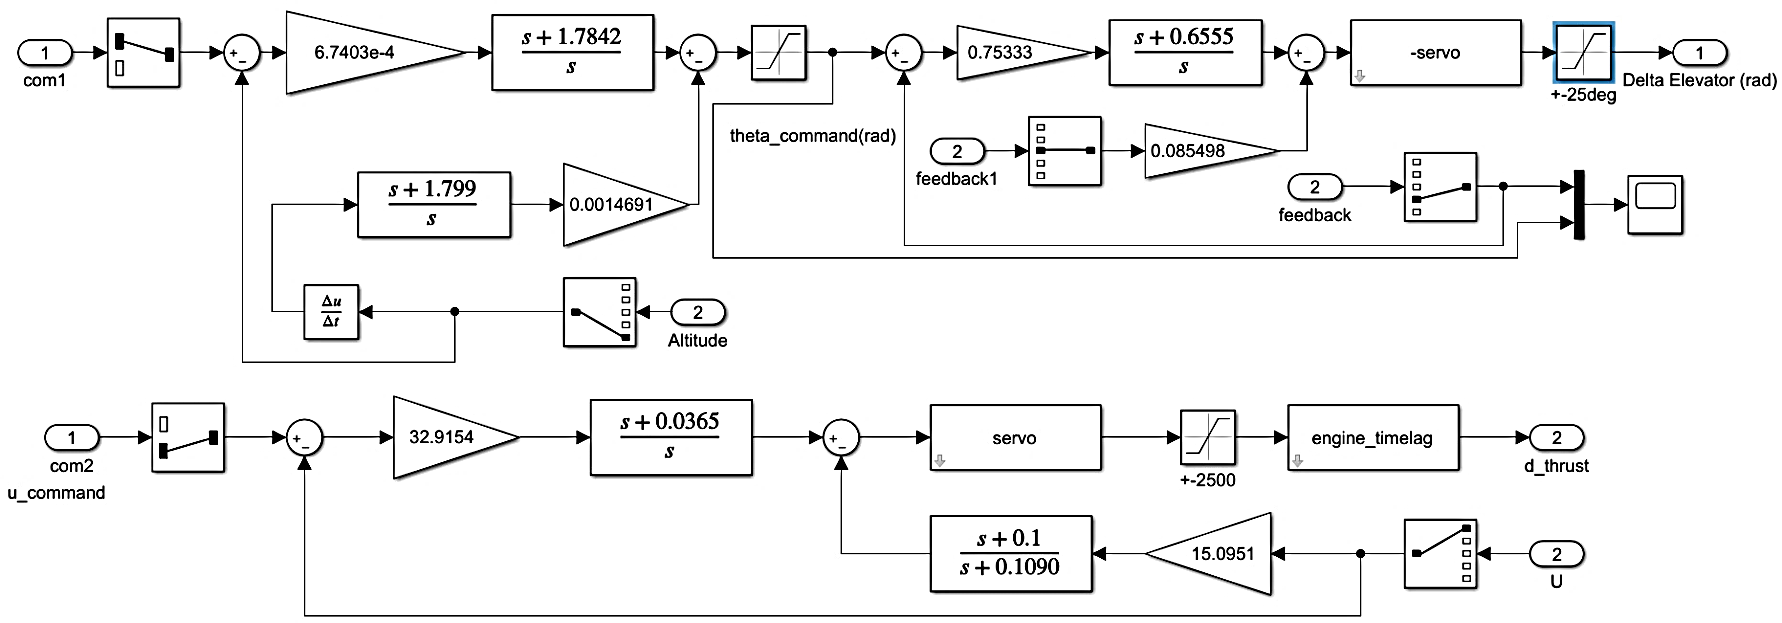 1
com1
+
-
6.7403e-4
s + 1.7842
s
+
-
+
-
0.75333
s + 0.6555
s
+
-
-servo
+-25deg
1
Delta Elevator (rad)
theta_command(rad)
2
feedback1
0.085498
2
feedback
s + 1.799
s
0.0014691
Δu
Δt
2
Altitude
1
com2
u_command
+
-
32.9154
s + 0.0365
s
+
-
servo
+-2500
engine_timelag
2
d_thrust
s + 0.1
s + 0.1090
15.0951
2
U